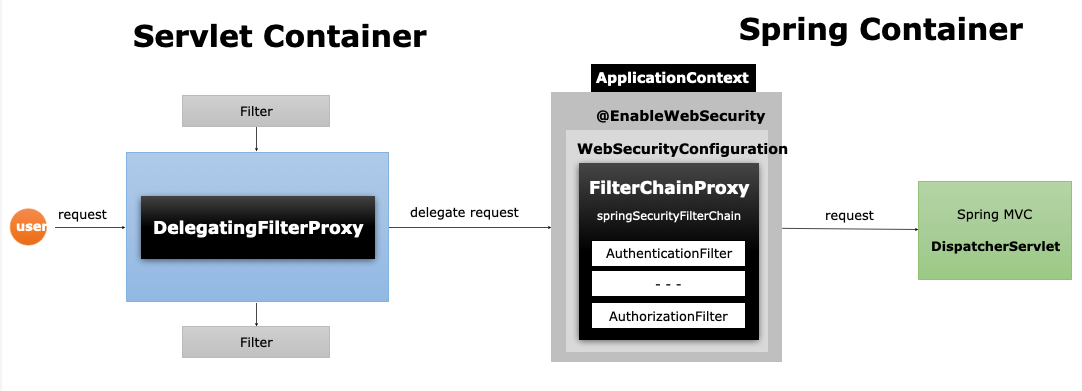 Servlet Container
Spring Container
ApplicationContext
Filter
@EnableWebSecurity
WebSecurityConfiguration
FilterChainProxy
springSecurityFilterChain
user
request
DelegatingFilterProxy
delegate request
AuthenticationFilter
- - -
AuthorizationFilter
request
Spring MVC
DispatcherServlet
Filter